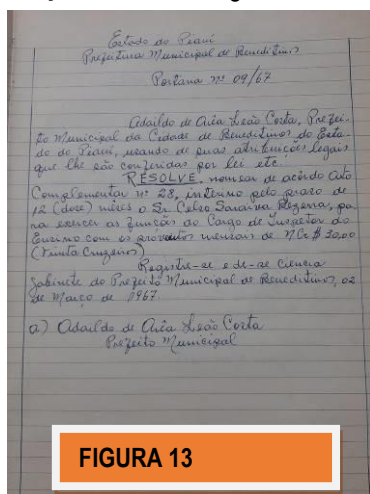 Estado do Piauí
Prefeitura Municipal de Beneditinos
Portaria nº 09/67
Adaildo de Area Leão Costa, Prefei-
to Municipal da Cidade de Beneditinos do Esta-
do do Piauí, usando de suas atribuições legais
que lhe são conferidas por lei etc.
RESOLVE, nomear de acôrdo Ato
Complementar nº 28, interino pelo prazo de
12 (doze) mêses o Sr. Celso Saraiva Bezerra, pa-
ra exercer as funções do Cargo de Inspetor do
Ensino com os proventos mensais de NCr$ 30,00
(Trinta Cruzeiros)
Registre-se e dê-se Ciência
Gabinete do Prefeito Municipal de Beneditinos, 02
de Março de 1967.
a) Adaildo de Area Leão Costa
Prefeito Municipal
FIGURA 13